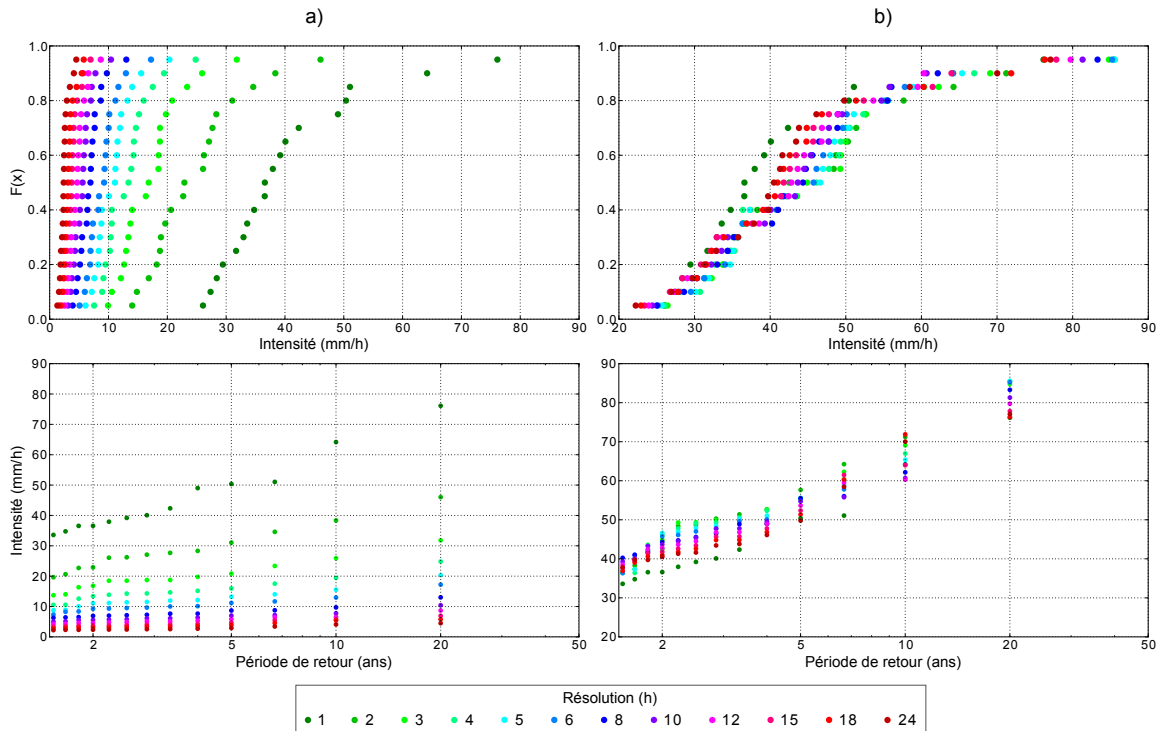 a)
b)
1.0
0.8
0.6
0.4
0.2
0.0
F(x)
0 10 20 30 40 50 60 70 80 90
Intensité (mm/h)
1.0
0.8
0.6
0.4
0.2
0.0
20 30 40 50 60 70 80 90
Intensité (mm/h)
90
80
70
60
50
40
30
20
10
0
Intensité (mm/h)
2 5 10 20 50
Période de retour (ans)
90
80
70
60
50
40
30
20
2 5 10 20 50
Période de retour (ans)
Résolution (h)
1 2 3 4 5 6 8 10 12 15 18 24